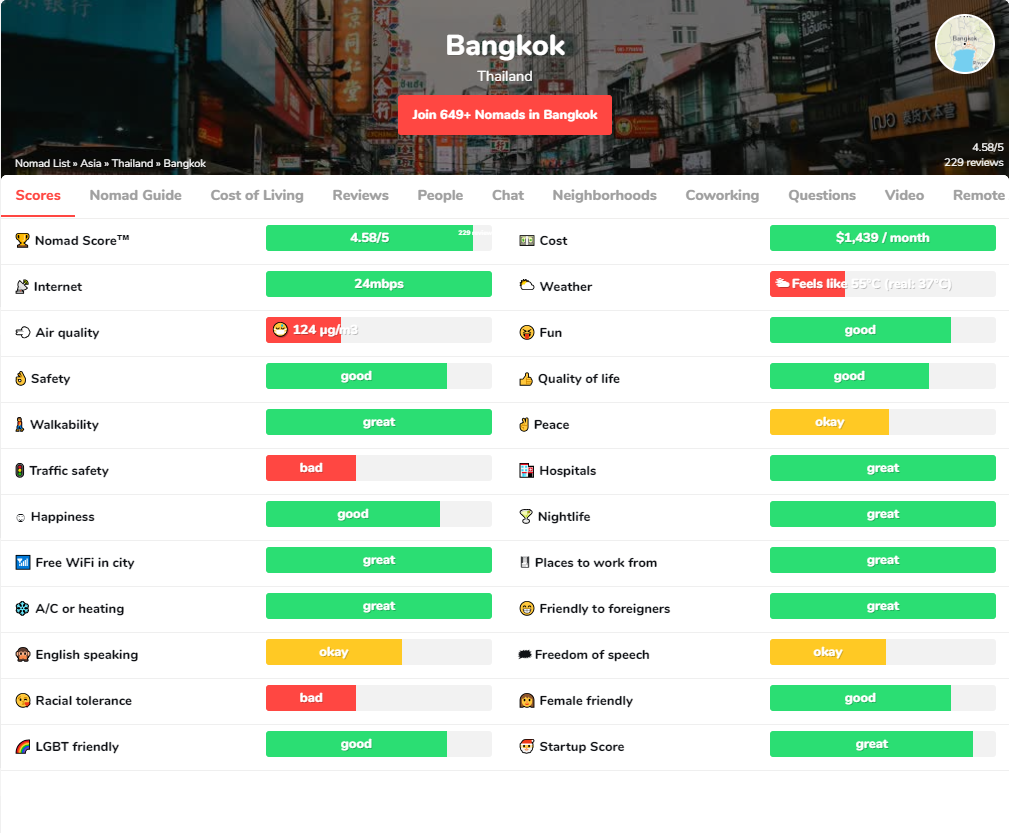 Bangkok
Thailand
Join 649+ Nomads in Bangkok
Bangkok
4.58/5
229 reviews
Nomad List » Asia » Thailand » Bangkok
Scores Nomad Guide Cost of Living Reviews People Chat Neighborhoods Coworking Questions Video Remote
Nomad Score™ 4.58/5 229 Cost $1,439 / month
Internet 24mbps Weather Feels like 55°C (real: 37°C)
Air quality 124 µg/m3 Fun good
Safety good Quality of life good
Walkability great Peace okay
Traffic safety bad Hospitals great
Happiness good Nightlife great
Free WiFi in city great Places to work from great
A/C or heating great Friendly to foreigners great
English speaking okay Freedom of speech okay
Racial tolerance bad Female friendly good
LGBT friendly good Startup Score great